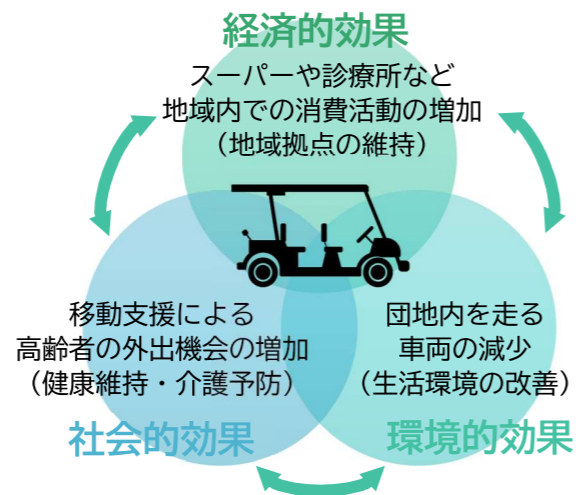 経済的効果
スーパーや診療所など
地域内での消費活動の増加
（地域拠点の維持）
移動支援による
高齢者の外出機会の増加
（健康維持・介護予防）
社会的効果
団地内を走る
車両の減少
（生活環境の改善）
環境的効果